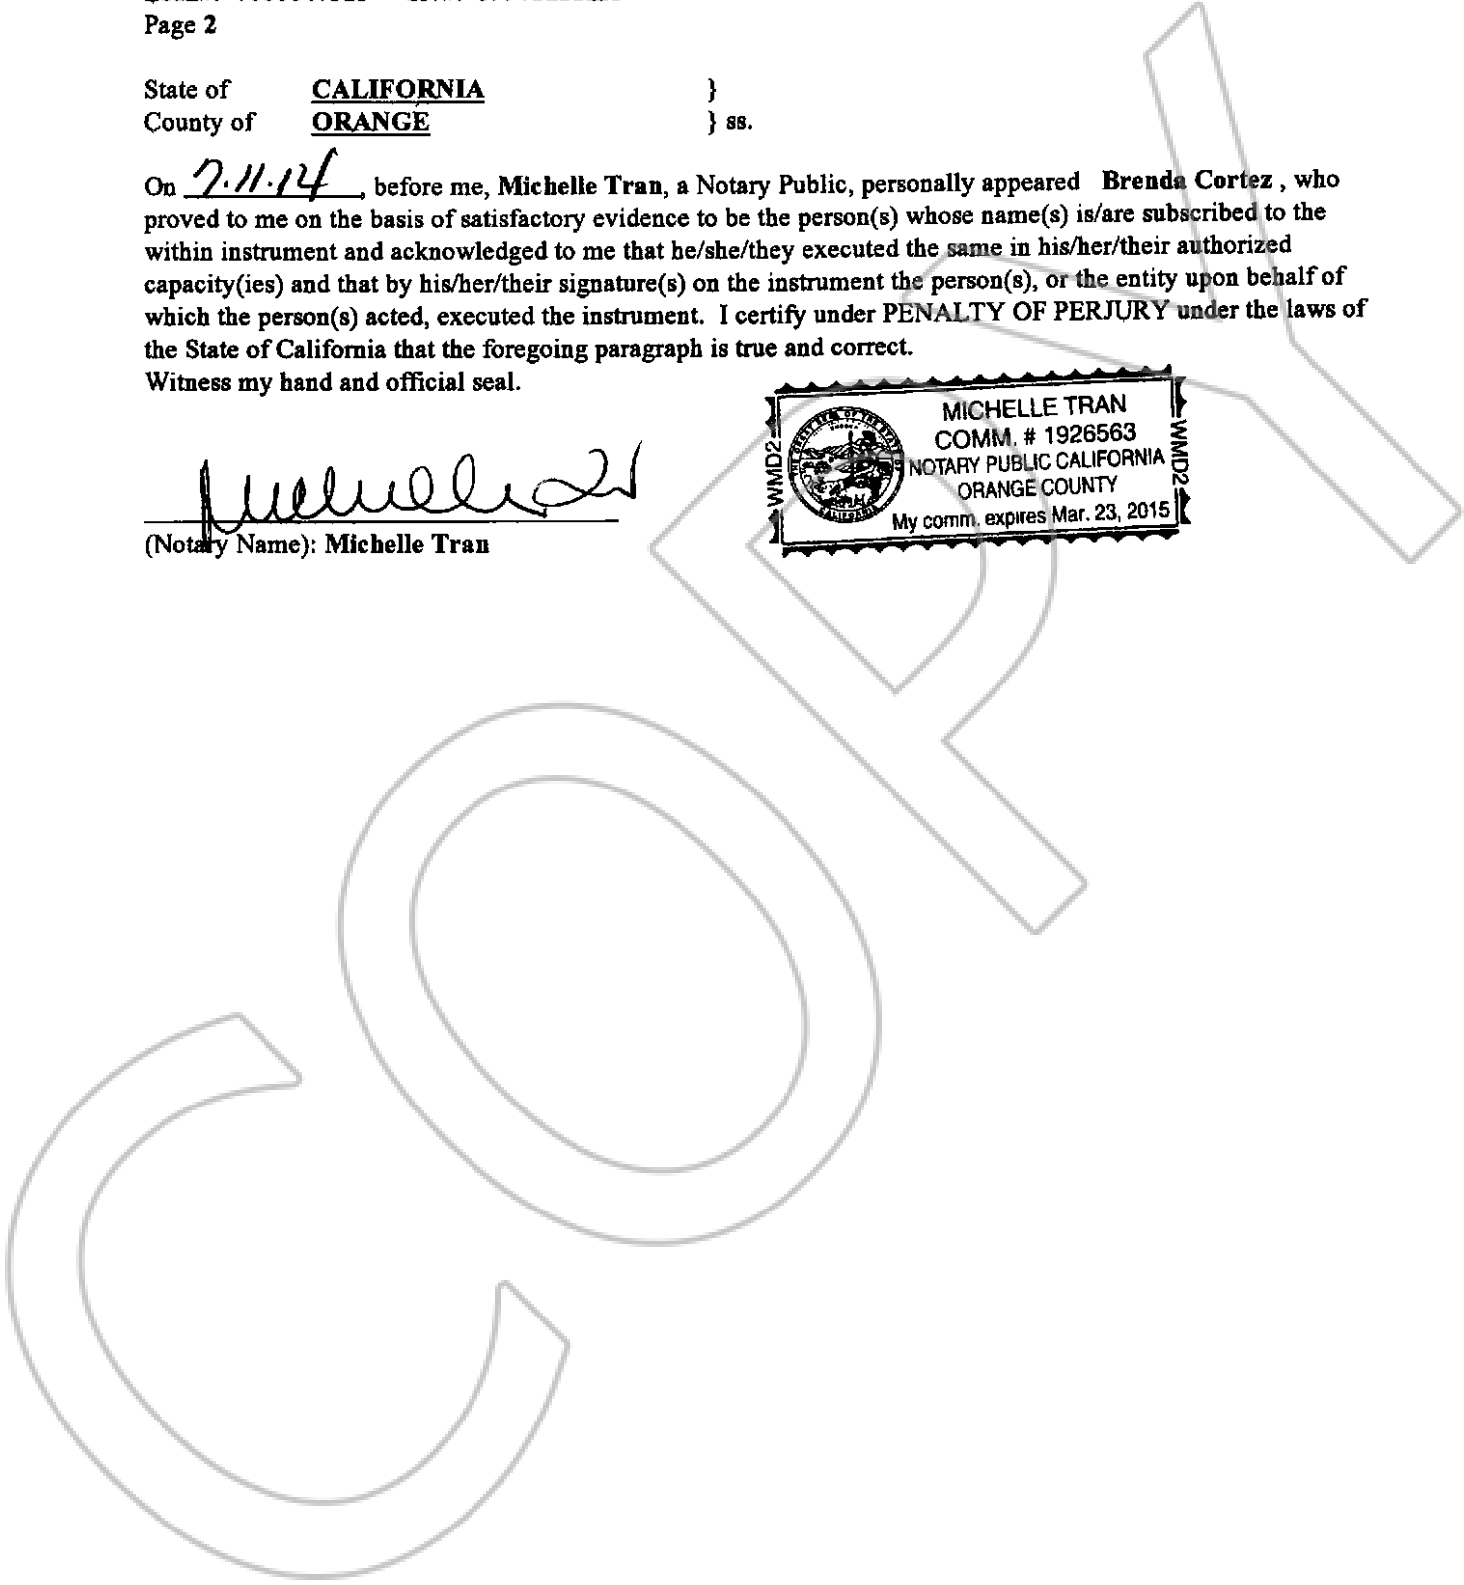 Page 2
State of CALIFORNIA }
County of ORANGE } ss.
On 7.11.14, before me, Michelle Tran, a Notary Public, personally appeared Brenda Cortez , who
proved to me on the basis of satisfactory evidence to be the person(s) whose name(s) is/are subscribed to the
within instrument and acknowledged to me that he/she/they executed the same in his/her/their authorized
capacity(ies) and that by his/her/their signature(s) on the instrument the person(s), or the entity upon behalf of
which the person(s) acted, executed the instrument. I certify under PENALTY OF PERJURY under the laws of
the State of California that the foregoing paragraph is true and correct.
Witness my hand and official seal.
MICHELLE TRAN
COMM. # 1926563
NOTARY PUBLIC CALIFORNIA
ORANGE COUNTY
My comm. expires Mar. 23, 2015
WMD2
WMD2
(Notary Name): Michelle Tran
COPY